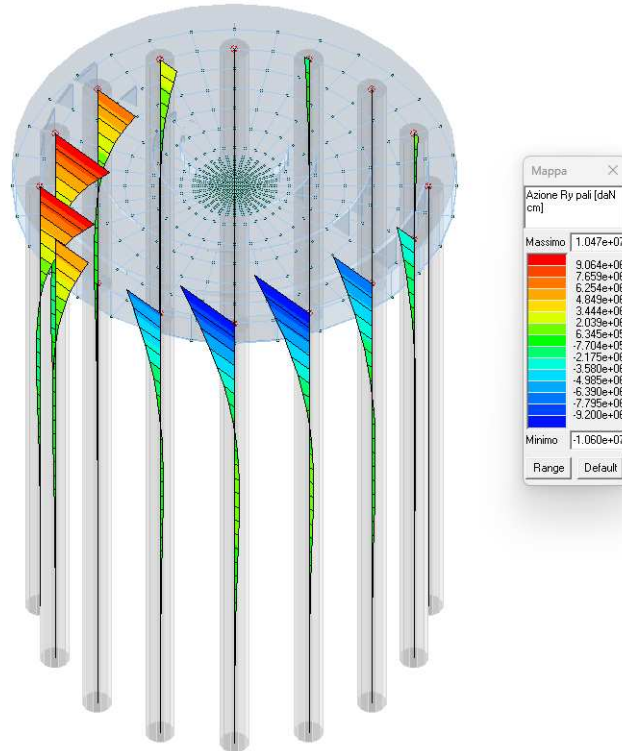 Mappa
Azione Ry pali [daN
cm]
Massimo 1.047e+07
9.064e+06
7.659e+06
6.254e+06
4.849e+06
3.444e+06
2.039e+06
6.345e+05
-7.704e+05
-2.175e+06
-3.580e+06
-4.985e+06
-6.390e+06
-7.795e+06
-9.200e+06
Minimo -1.060e+07
Range Default